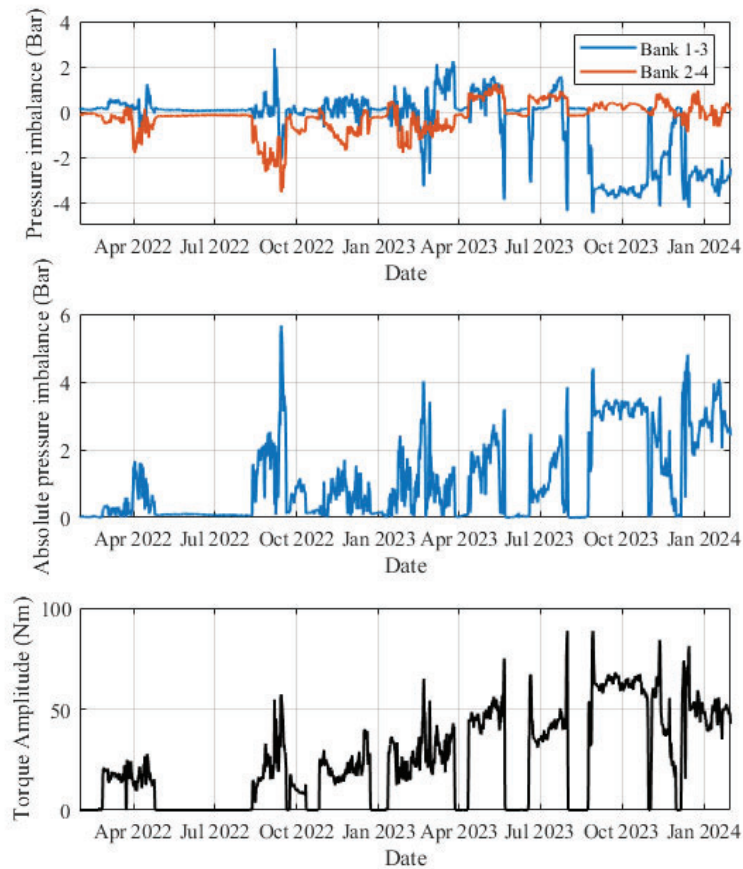 Pressure imbalance (Bar)
4
2
0
-2
-4
Bank 1-3
Bank 2-4
Apr 2022 Jul 2022 Oct 2022 Jan 2023 Apr 2023 Jul 2023 Oct 2023 Jan 2024
Date
Absolute pressure imbalance (Bar)
6
4
2
0
Apr 2022 Jul 2022 Oct 2022 Jan 2023 Apr 2023 Jul 2023 Oct 2023 Jan 2024
Date
Torque Amplitude (Nm)
100
50
0
Apr 2022 Jul 2022 Oct 2022 Jan 2023 Apr 2023 Jul 2023 Oct 2023 Jan 2024
Date